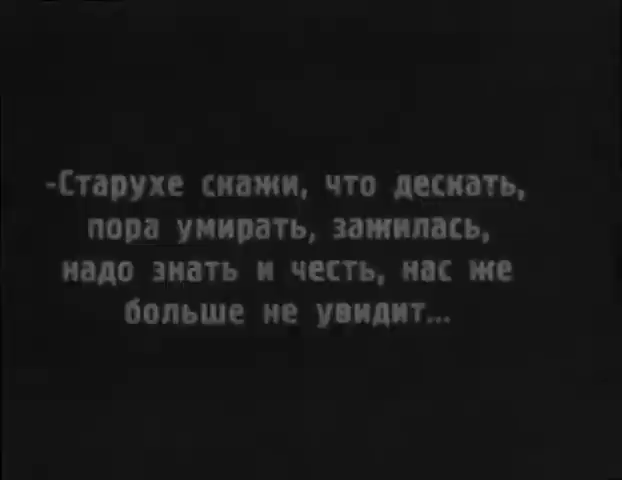 -Старухе скажи, что дескать,
пора умирать, зажилась,
надо знать и честь, нас же
больше не увидит...